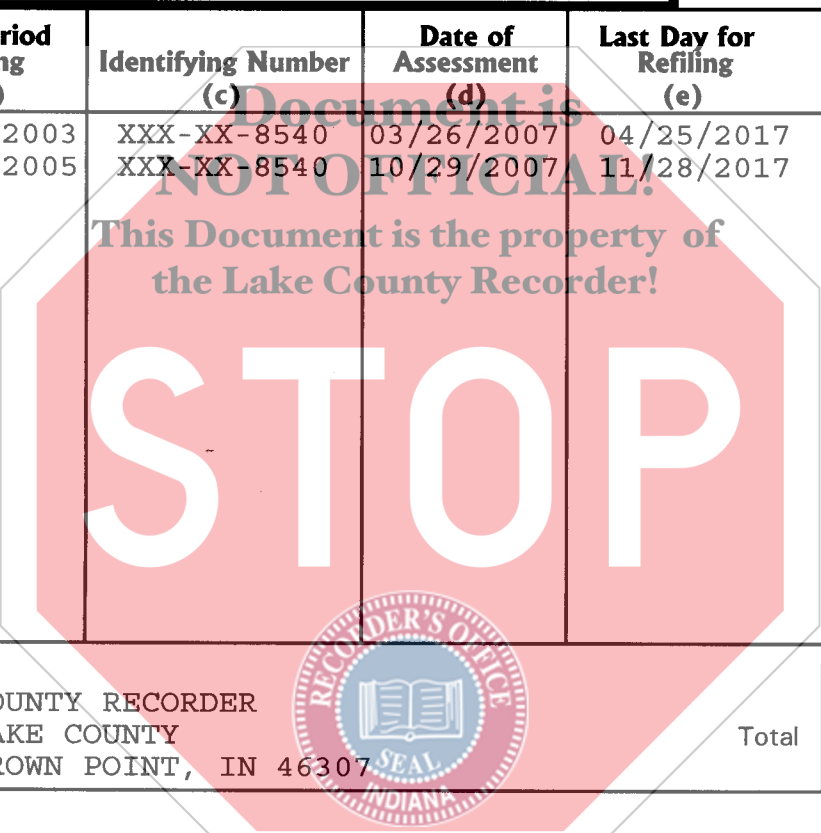 riod
ng
)
Identifying Number
(c)
Date of
Assessment
(d)
Last Day for
Refiling
(e)
2003 XXX-XX-8540 03/26/2007 04/25/2017
2005 XXX-XX-8540 10/29/2007 11/28/2017
Document is
NOT OFFICIAL!
This Document is the property of
the Lake County Recorder!
STOP
OUNTY RECORDER
AKE COUNTY
ROWN POINT, IN 46307
Total
RECORDER'S OFFICE
SEAL
INDIANA